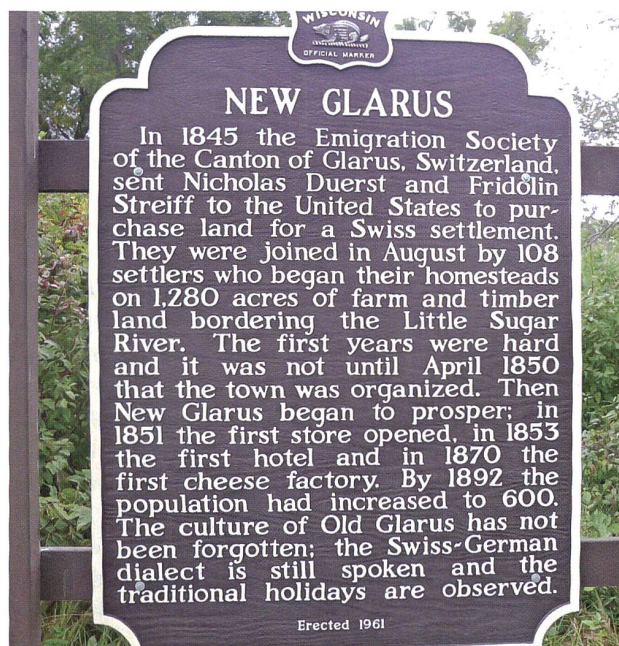 WISCONSIN
OFFICIAL MARKER
NEW GLARUS
In 1845 the Emigration Society
of the Canton of Glarus, Switzerland,
sent Nicholas Duerst and Fridolin
Streiff to the United States to pur-
chase land for a Swiss settlement.
They were joined in August by 108
settlers who began their homesteads
on 1,280 acres of farm and timber
land bordering the Little Sugar
River. The first years were hard
and it was not until April 1850
that the town was organized. Then
New Glarus began to prosper; in
1851 the first store opened, in 1853
the first hotel and in 1870 the
first cheese factory. By 1892 the
population had increased to 600.
The culture of Old Glarus has not
been forgotten; the Swiss-German
dialect is still spoken and the
traditional holidays are observed.
Erected 1961